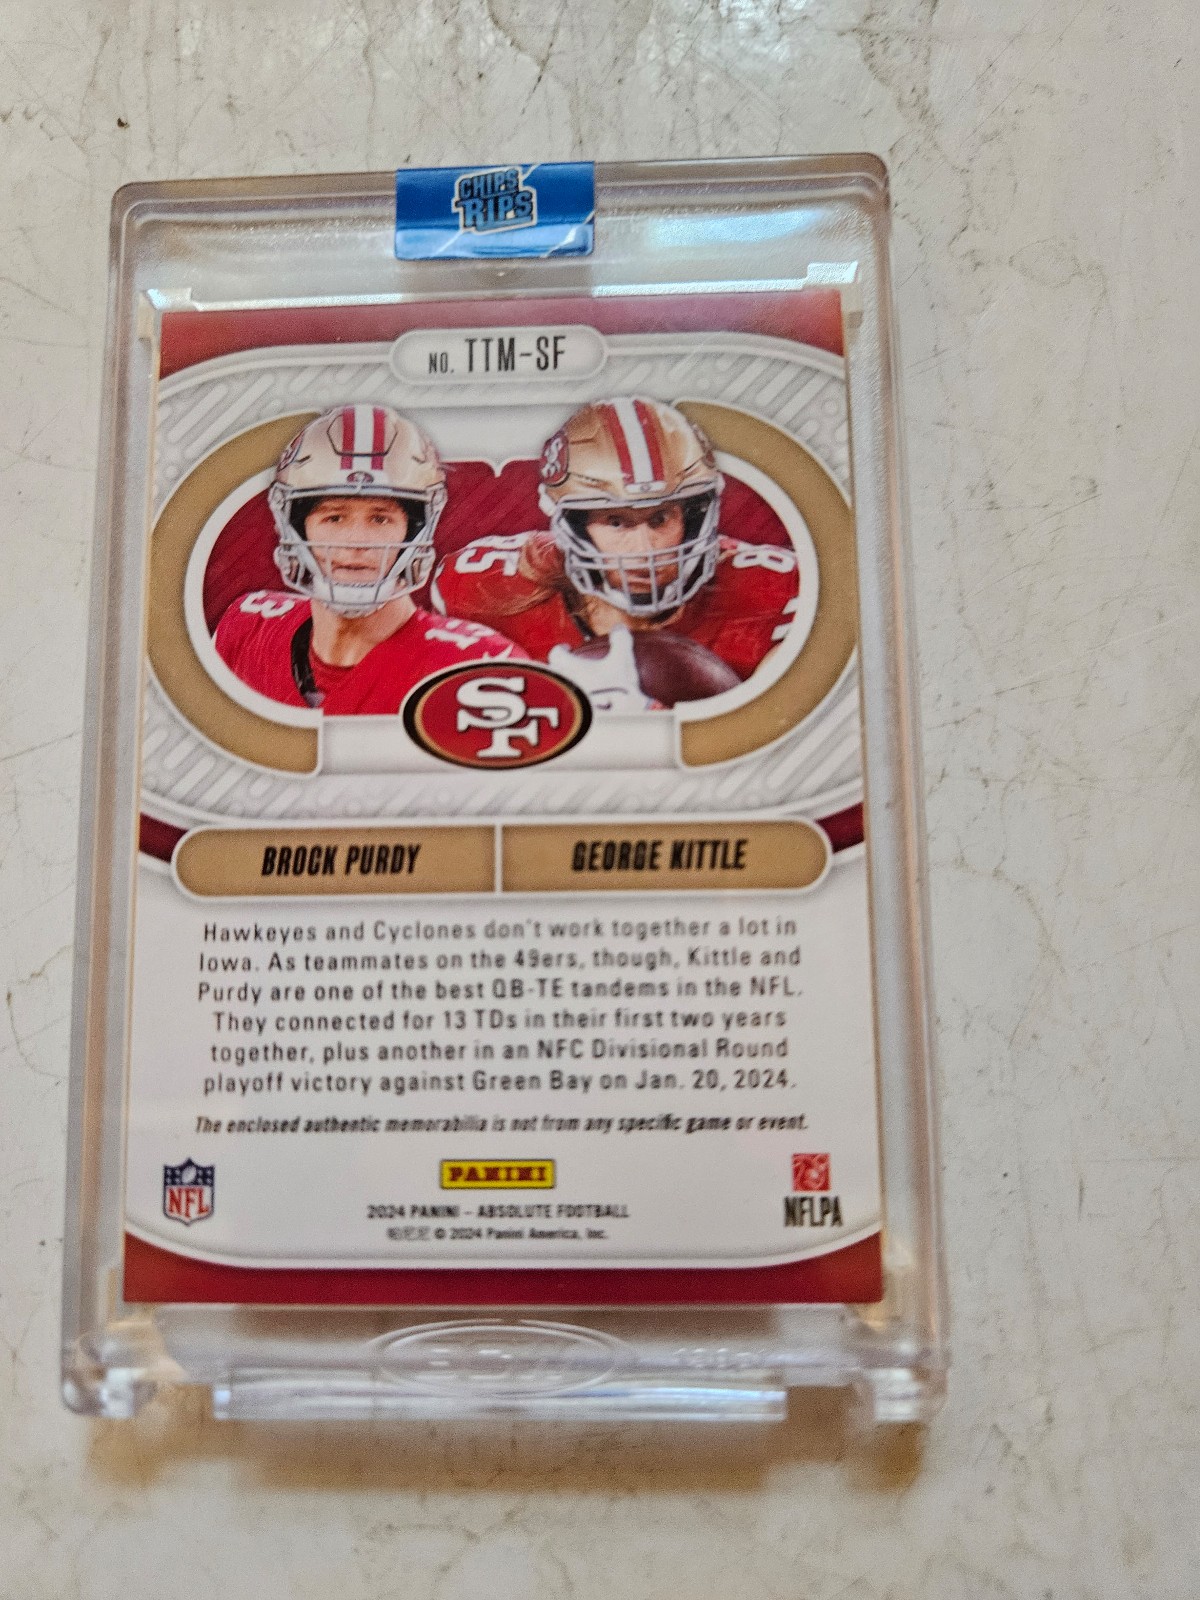 CHIPS
RIPS
NO. TTM-SF
85
8
13
13
SF
BROCK PURDY
GEORGE KITTLE
Hawkeyes and Cyclones don't work together a lot in
Iowa. As teammates on the 49ers, though, Kittle and
Purdy are one of the best QB-TE tandems in the NFL.
They connected for 13 TDs in their first two years
together, plus another in an NFC Divisional Round
playoff victory against Green Bay on Jan. 20, 2024.
The enclosed authentic memorabilia is not from any specific game or event.
NFL
PANINI
NFLPA
2024 PANINI – ABSOLUTE FOOTBALL
© 2024 Panini America, Inc.